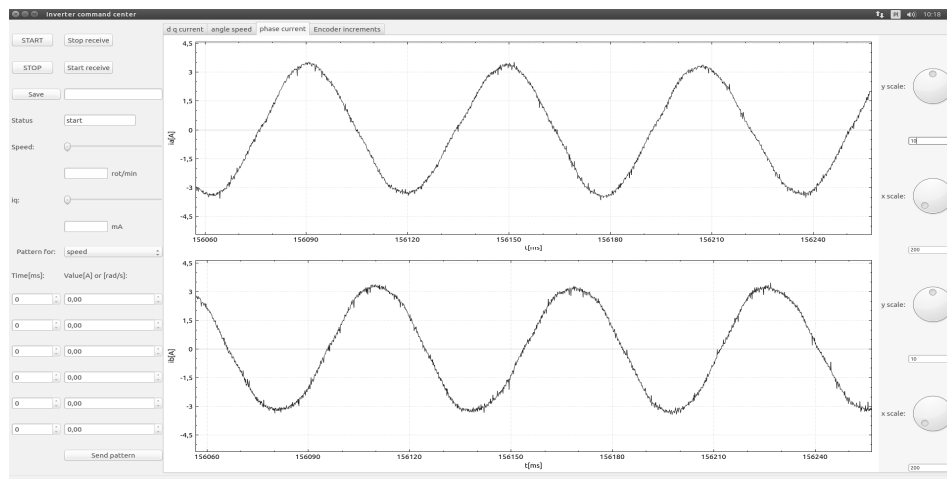 Inverter command center
10:18
START Stop receive
STOP Start receive
Save
Status start
Speed:
rot/min
iq:
mA
Pattern for: speed
Time[ms]: Value[A] or [rad/s]:
0 0,00
0 0,00
0 0,00
0 0,00
0 0,00
0 0,00
Send pattern
d q current angle speed phase current Encoder increments
4,5
3
1,5
0
-1,5
-3
-4,5
ia[A]
156060 156090 156120 156150 156180 156210 156240
t[ms]
4,5
3
1,5
0
-1,5
-3
-4,5
ib[A]
156060 156090 156120 156150 156180 156210 156240
t[ms]
y scale:
10
x scale:
200
y scale:
10
x scale:
200